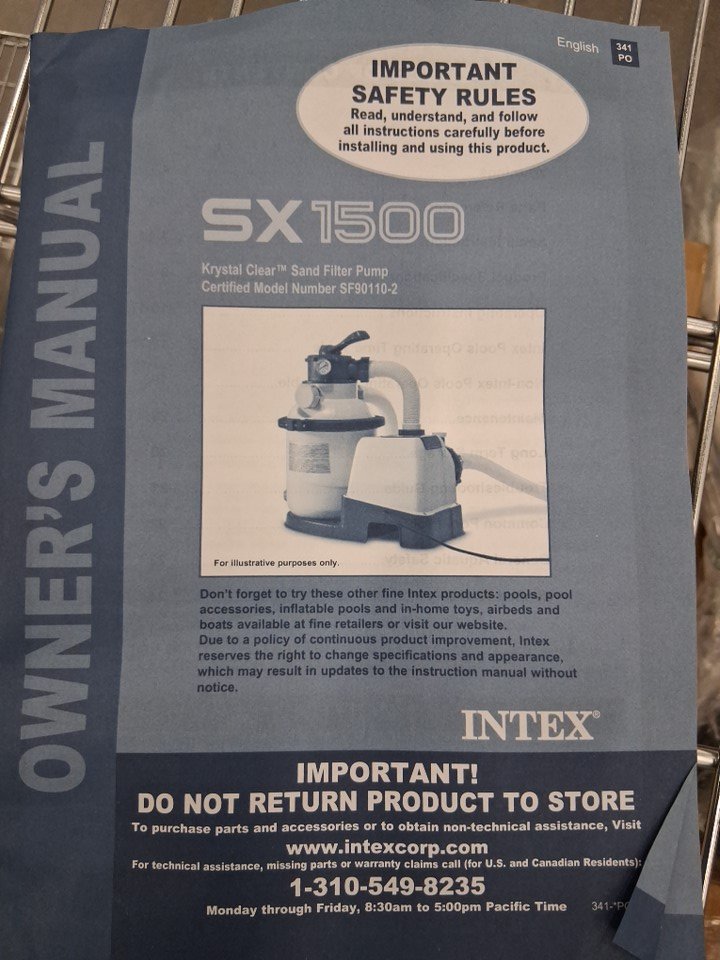 English
341
PO
IMPORTANT
SAFETY RULES
Read, understand, and follow
all instructions carefully before
installing and using this product.
OWNER'S MANUAL
SX1500
Krystal Clear™ Sand Filter Pump
Certified Model Number SF90110-2
For illustrative purposes only.
Don't forget to try these other fine Intex products: pools, pool
accessories, inflatable pools and in-home toys, airbeds and
boats available at fine retailers or visit our website.
Due to a policy of continuous product improvement, Intex
reserves the right to change specifications and appearance,
which may result in updates to the instruction manual without
notice.
INTEX®
IMPORTANT!
DO NOT RETURN PRODUCT TO STORE
To purchase parts and accessories or to obtain non-technical assistance, Visit
www.intexcorp.com
For technical assistance, missing parts or warranty claims call (for U.S. and Canadian Residents):
1-310-549-8235
Monday through Friday, 8:30am to 5:00pm Pacific Time